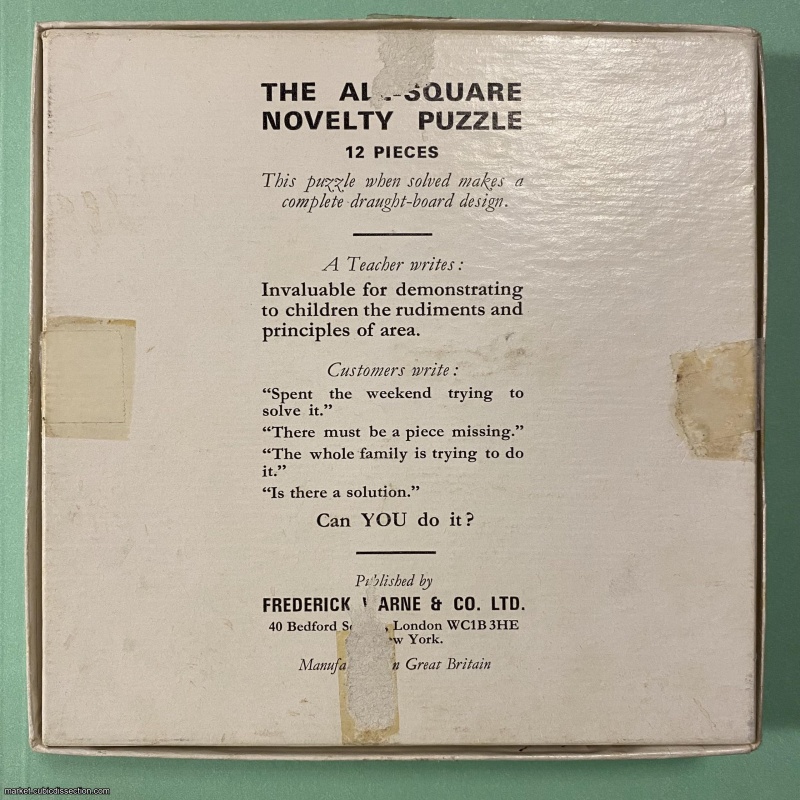 THE ALL-SQUARE
NOVELTY PUZZLE
12 PIECES
This puzzle when solved makes a
complete draught-board design.
A Teacher writes:
Invaluable for demonstrating
to children the rudiments and
principles of area.
Customers write:
“Spent the weekend trying to
solve it.”
“There must be a piece missing.”
“The whole family is trying to do
it.”
“Is there a solution.”
Can YOU do it?
Published by
FREDERICK WARNE & CO. LTD.
40 Bedford , London WC1B 3HE
York.
in Great Britain
market.cubicdissection.com